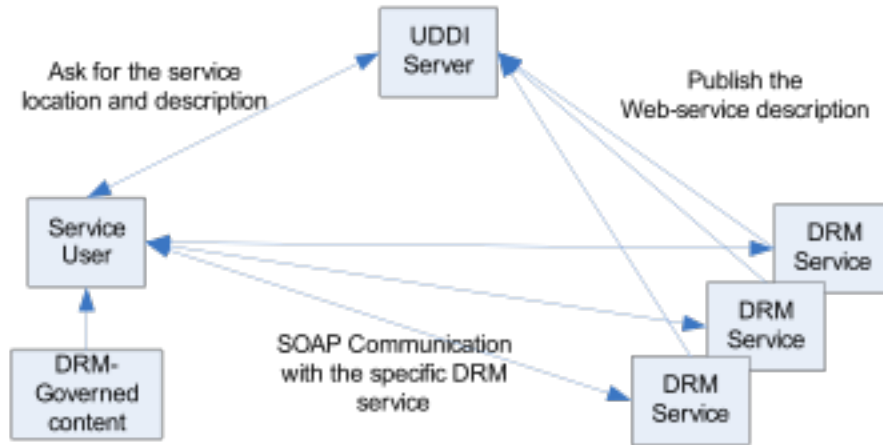 UDDI
Server
Ask for the service
location and description
Publish the
Web-service description
Service
User
DRM
Service
DRM
Service
SOAP Communication
with the specific DRM
service
DRM
Service
DRM-
Governed
content